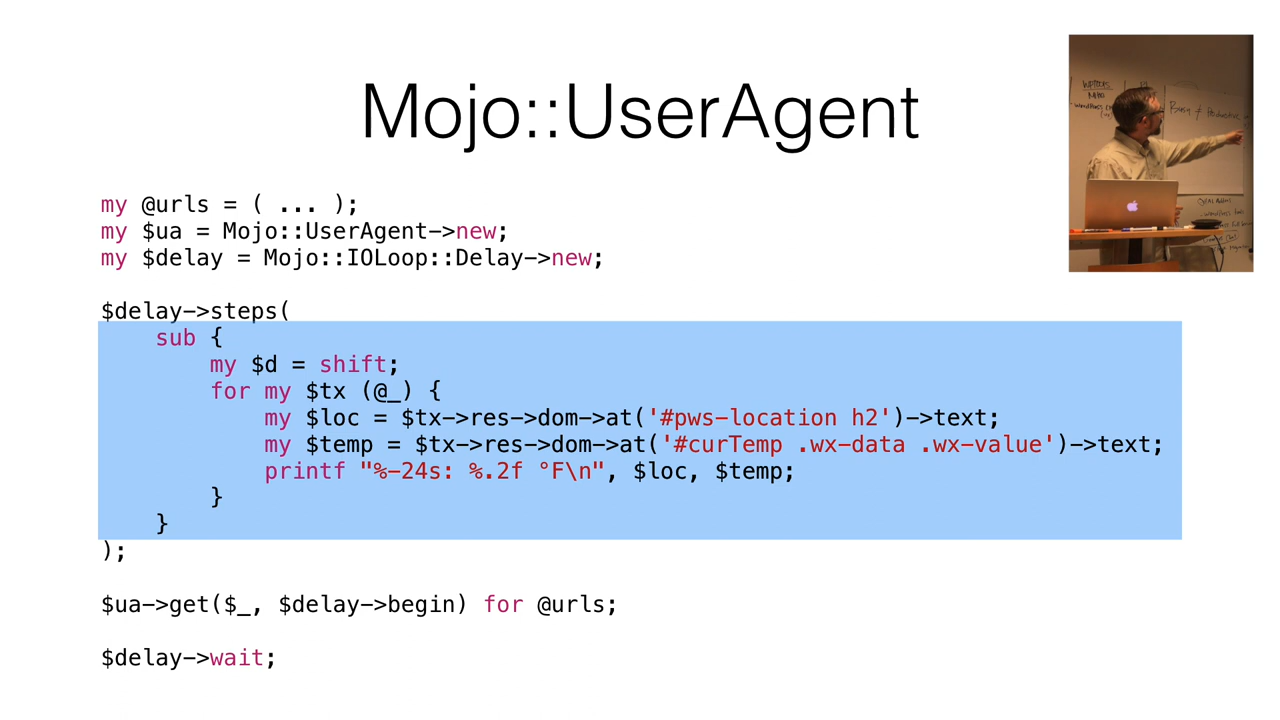 Mojo::UserAgent
my @urls = ( ... );
my $ua = Mojo::UserAgent->new;
my $delay = Mojo::IOLoop::Delay->new;
$delay->steps(
    sub {
        my $d = shift;
        for my $tx (@_) {
            my $loc = $tx->res->dom->at('#pws-location h2')->text;
            my $temp = $tx->res->dom->at('#curTemp .wx-data .wx-value')->text;
            printf "%-24s: %.2f °F\n", $loc, $temp;
        }
    }
);
$ua->get($_, $delay->begin) for @urls;
$delay->wait;